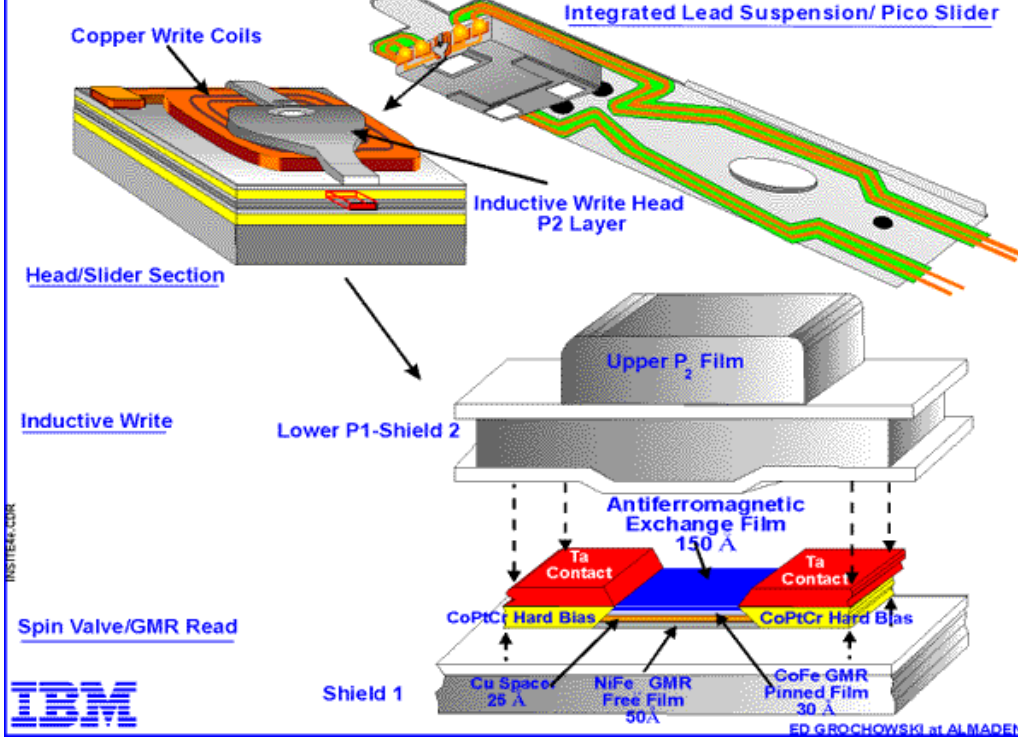 Integrated Lead Suspension/ Pico Slider
Copper Write Coils
Inductive Write Head
P2 Layer
Head/Slider Section
Upper P2 Film
Inductive Write
Lower P1-Shield 2
Antiferromagnetic
Exchange Film
150 Å
Ta
Contact
Ta
Contact
CoPtCr Hard Bias
CoPtCr Hard Bias
Spin Valve/GMR Read
Shield 1
Cu Spacer
25 Å
NiFe GMR
Free Film
50Å
CoFe GMR
Pinned Film
30 Å
INSITE4e.CDR
IBM
ED GROCHOWSKI at ALMADEN